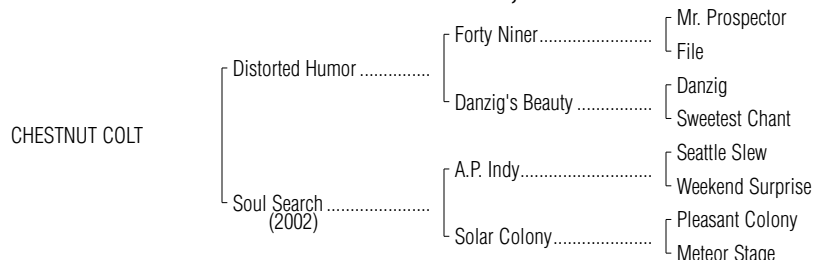 Mr. Prospector
Forty Niner.......................
File
Distorted Humor ...............
Danzig
Danzig's Beauty ...............
Sweetest Chant
CHESTNUT COLT
Seattle Slew
A.P. Indy..........................
Weekend Surprise
Soul Search .....................
(2002)
Pleasant Colony
Solar Colony....................
Meteor Stage